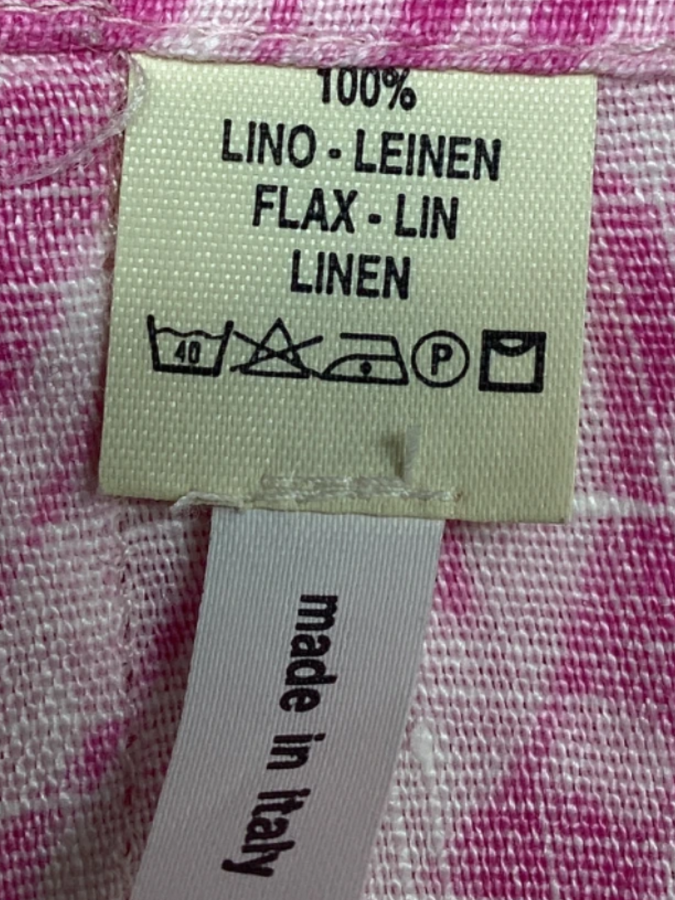 100%
LINO - LEINEN
FLAX - LIN
LINEN
40 P
made in Italy